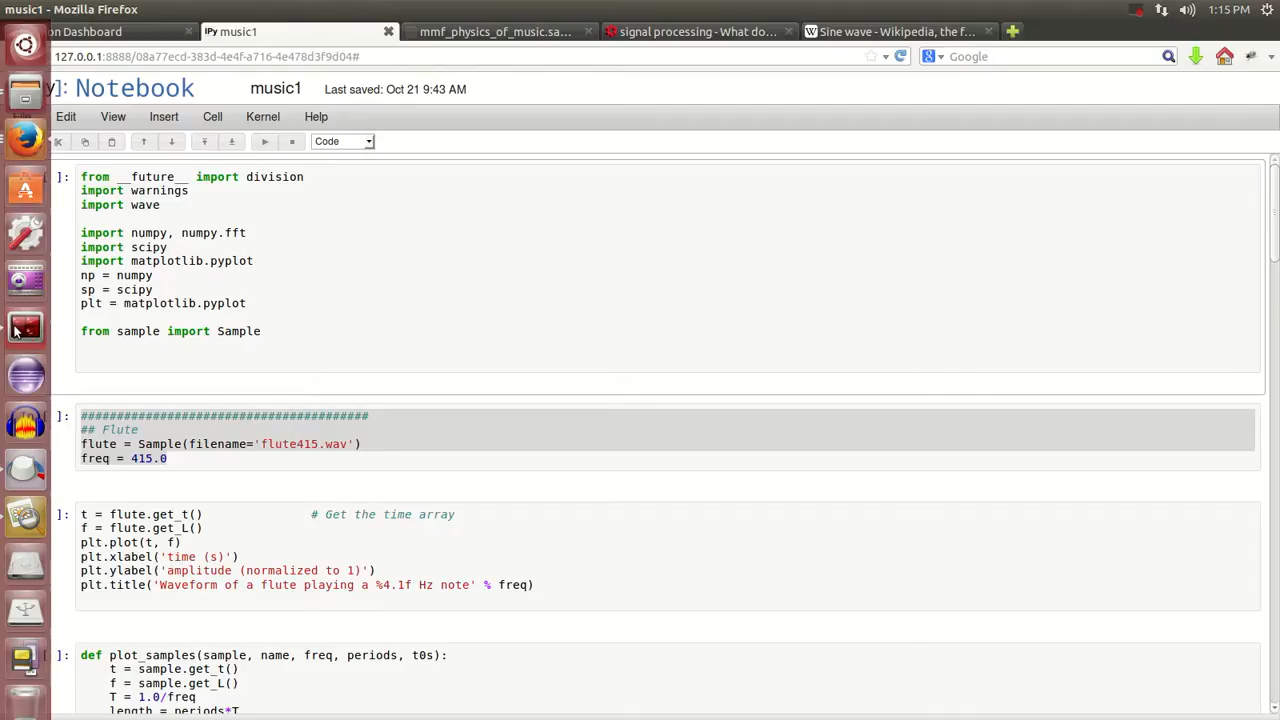 music1 - Mozilla Firefox
1:15 PM
on Dashboard
IPy music1
mmf_physics_of_music.sa...
signal processing - What do...
W Sine wave - Wikipedia, the f...
127.0.0.1:8888/08a77ecd-383d-4e4f-a716-4e478d3f9d04#
Google
y]: Notebook
music1
Last saved: Oct 21 9:43 AM
Edit
View
Insert
Cell
Kernel
Help
Code
]:
from __future__ import division
import warnings
import wave
import numpy, numpy.fft
import scipy
import matplotlib.pyplot
np = numpy
sp = scipy
plt = matplotlib.pyplot
from sample import Sample
]:
########################################
## Flute
flute = Sample(filename='flute415.wav')
freq = 415.0
]:
t = flute.get_t() # Get the time array
f = flute.get_L()
plt.plot(t, f)
plt.xlabel('time (s)')
plt.ylabel('amplitude (normalized to 1)')
plt.title('Waveform of a flute playing a %4.1f Hz note' % freq)
]:
def plot_samples(sample, name, freq, periods, t0s):
t = sample.get_t()
f = sample.get_L()
T = 1.0/freq
length = periods*T